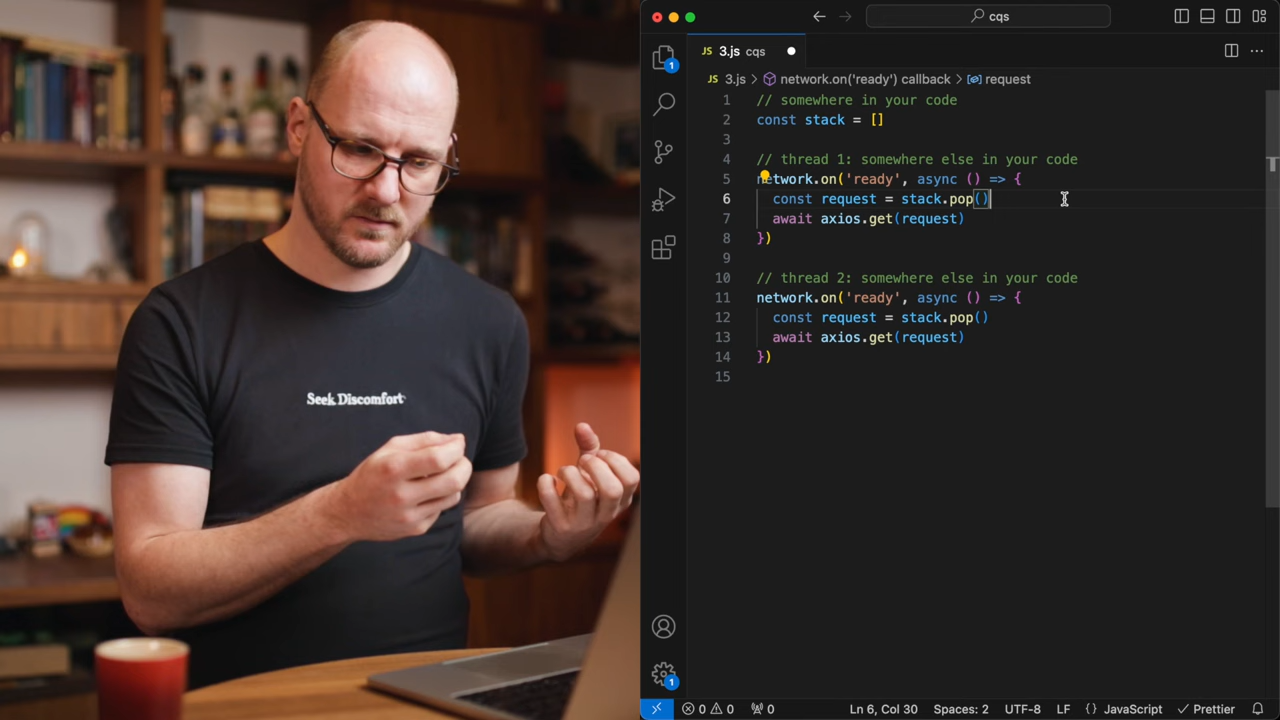 Seek Discomfort
cqs
JS 3.js cqs
1
JS 3.js > network.on('ready') callback > request
1 // somewhere in your code
2 const stack = []
3
4 // thread 1: somewhere else in your code
5 network.on('ready', async () => {
6 const request = stack.pop()
7 await axios.get(request)
8 })
9
10 // thread 2: somewhere else in your code
11 network.on('ready', async () => {
12 const request = stack.pop()
13 await axios.get(request)
14 })
15
1
0 0 0 Ln 6, Col 30 Spaces: 2 UTF-8 LF {} JavaScript Prettier